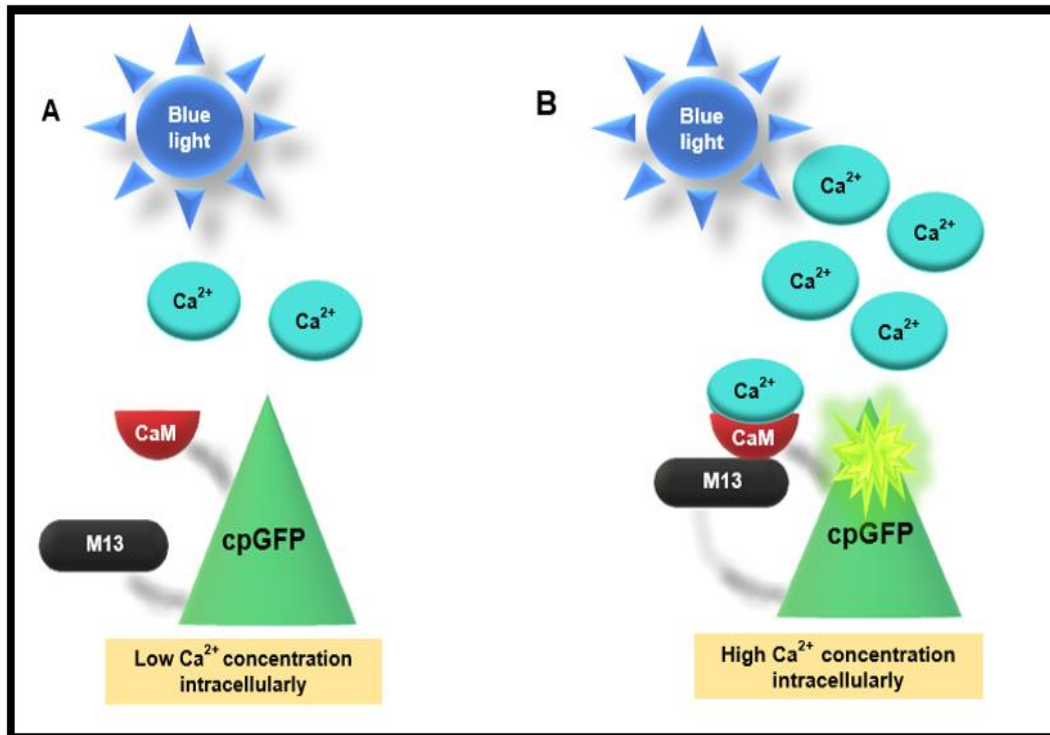 A
Blue
light
Ca²⁺
Ca²⁺
CaM
M13
cpGFP
Low Ca²⁺ concentration
intracellularly
B
Blue
light
Ca²⁺
Ca²⁺
Ca²⁺
Ca²⁺
Ca²⁺
CaM
M13
cpGFP
High Ca²⁺ concentration
intracellularly